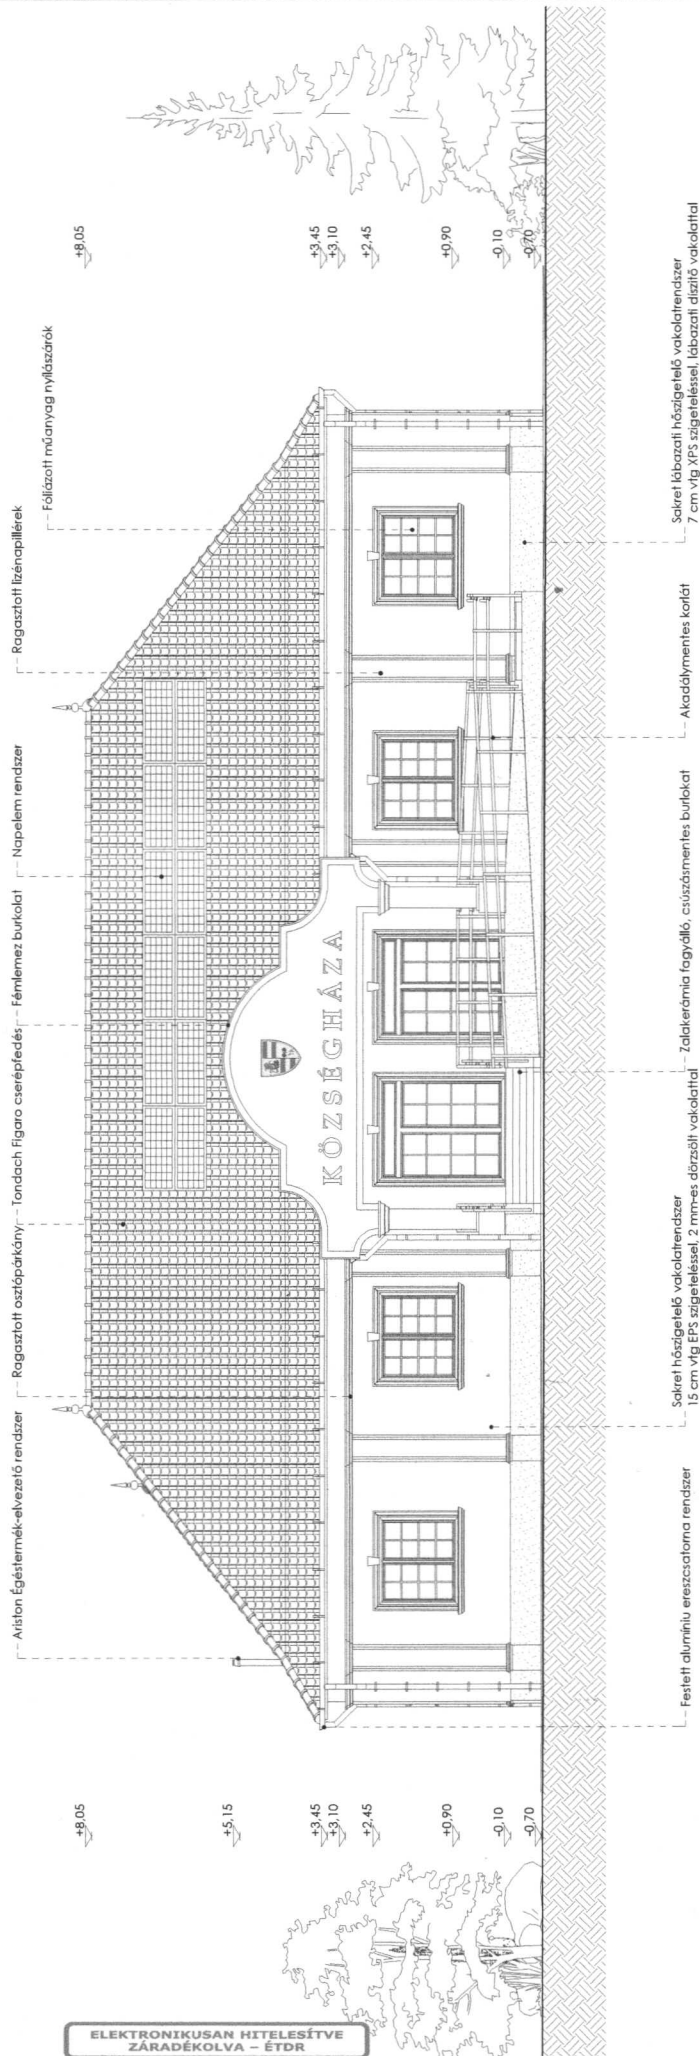 Ariston Égéstermék-elvezető rendszer
Ragasztott osztópárkány
Tondach Figaro cserépfedés
Fémlemez burkolat
Napelem rendszer
Ragasztott lizénapillérek
Fóliázott műanyag nyílászárók
+8,05
+5,15
+3,45
+3,10
+2,45
+0,90
-0,10
-0,70
KÖZSÉGHÁZA
+8,05
+3,45
+3,10
+2,45
+0,90
-0,10
-0,70
Festett alumíniu ereszcsatorna rendszer
Sakret hőszigetelő vakolatrendszer
15 cm vtg EPS szigeteléssel, 2 mm-es dörzsölt vakolattal
Zalakerámia fagyálló, csúszásmentes burlokat
Akadálymentes korlát
Sakret lábazati hőszigetelő vakolatrendszer
7 cm vtg XPS szigeteléssel, lábazati díszítő vakolattal
ELEKTRONIKUSAN HITELESÍTVE
ZÁRADÉKOLVA – ÉTDR